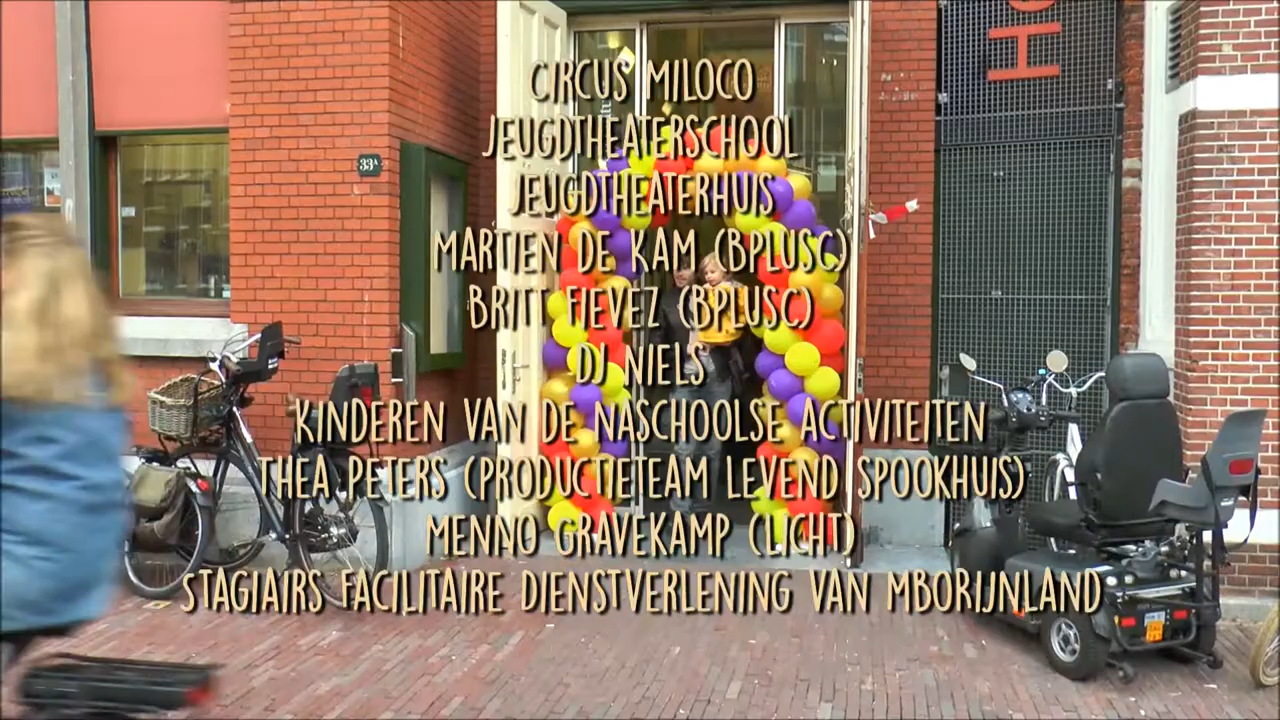 CIRCUS MILOCO
JEUGDTHEATERSCHOOL
JEUGDTHEATERHUIS
MARTIEN DE KAM (BPLUSC)
BRITT FIEVEZ (BPLUSC)
DJ NIELS
KINDEREN VAN DE NASCHOOLSE ACTIVITEITEN
THEA PETERS (PRODUCTIETEAM LEVEND SPOOKHUIS)
MENNO GRAVEKAMP (LICHT)
STAGIAIRS FACILITAIRE DIENSTVERLENING VAN MBORIJNLAND
33A